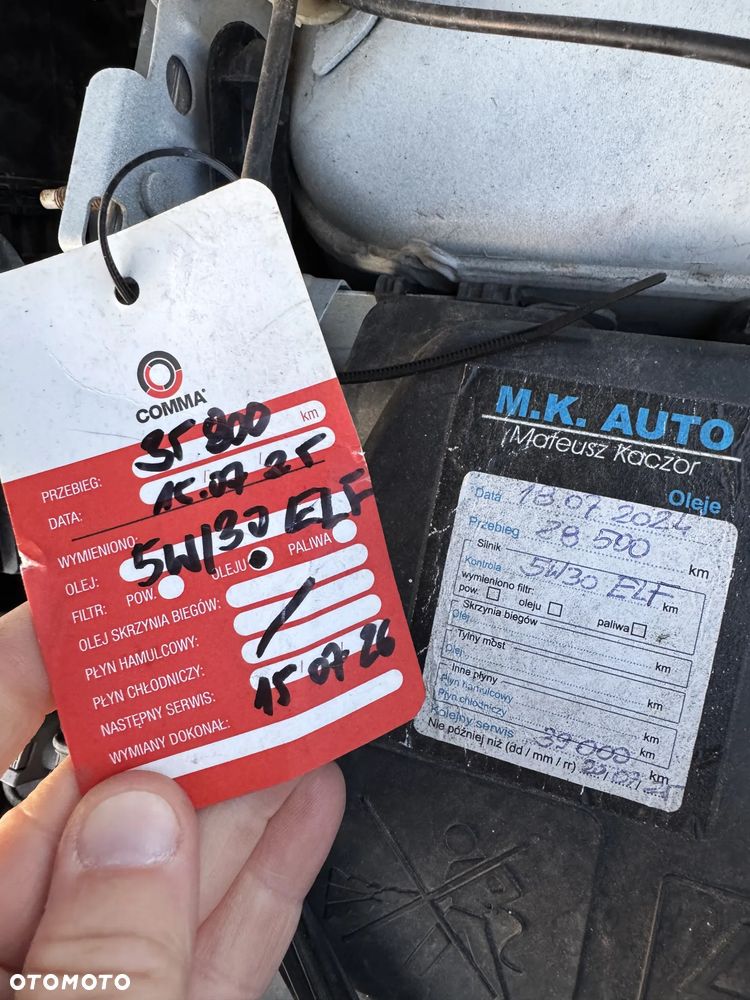 COMMA
35 800 km
PRZEBIEG:
DATA: 15.07.25
WYMIENIONO:
OLEJ: 5W/30 ELF
FILTR: POW. OLEJU PALIWA
OLEJ SKRZYNIA BIEGÓW:
PŁYN HAMULCOWY:
PŁYN CHŁODNICZY:
NASTĘPNY SERWIS: 15 07 26
WYMIANY DOKONAŁ:
M.K. AUTO
Mateusz Kaczor
Oleje
Data 18.07.2024
Przebieg 28 500 km
Silnik
Kontrola 5W30 ELF km
wymieniono filtr:
pow. oleju paliwa
Skrzynia biegów
Olej km
Tylny most
Olej km
Inne płyny
Płyn hamulcowy km
Płyn chłodniczy km
Kolejny serwis 39 000 km
Nie później niż (dd / mm / rr)
OTOMOTO